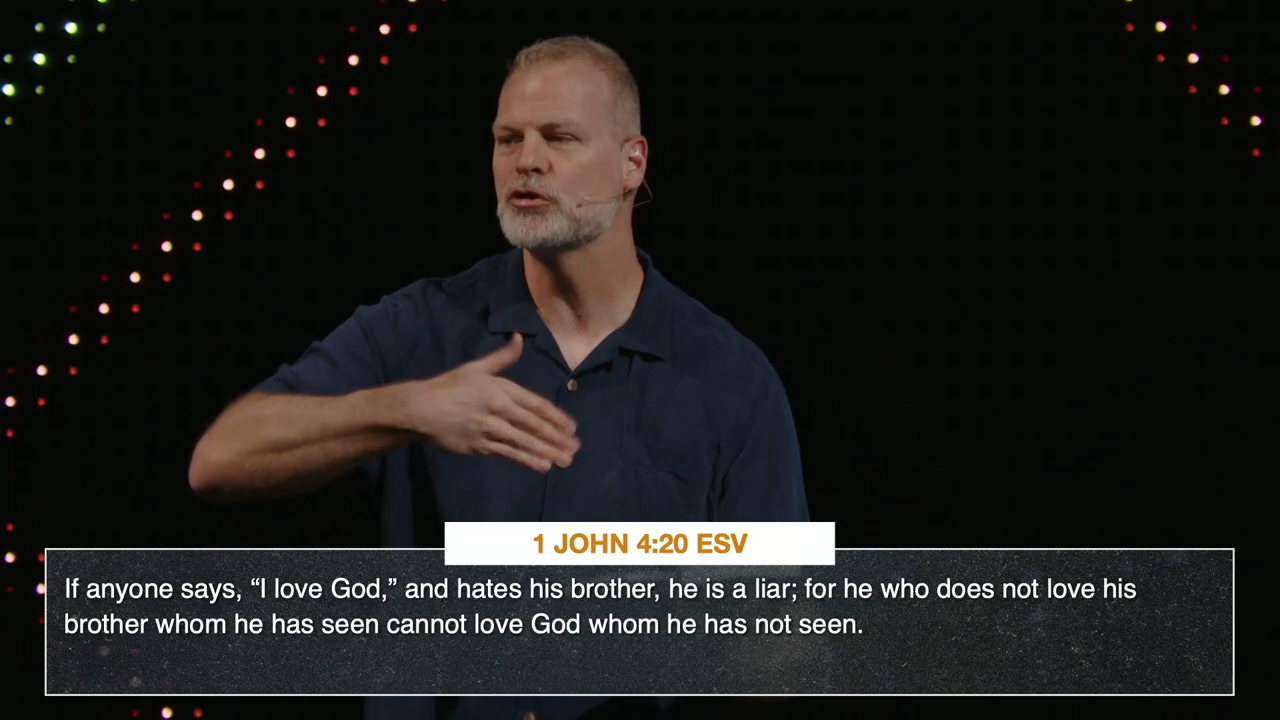 1 JOHN 4:20 ESV
If anyone says, “I love God,” and hates his brother, he is a liar; for he who does not love his
brother whom he has seen cannot love God whom he has not seen.